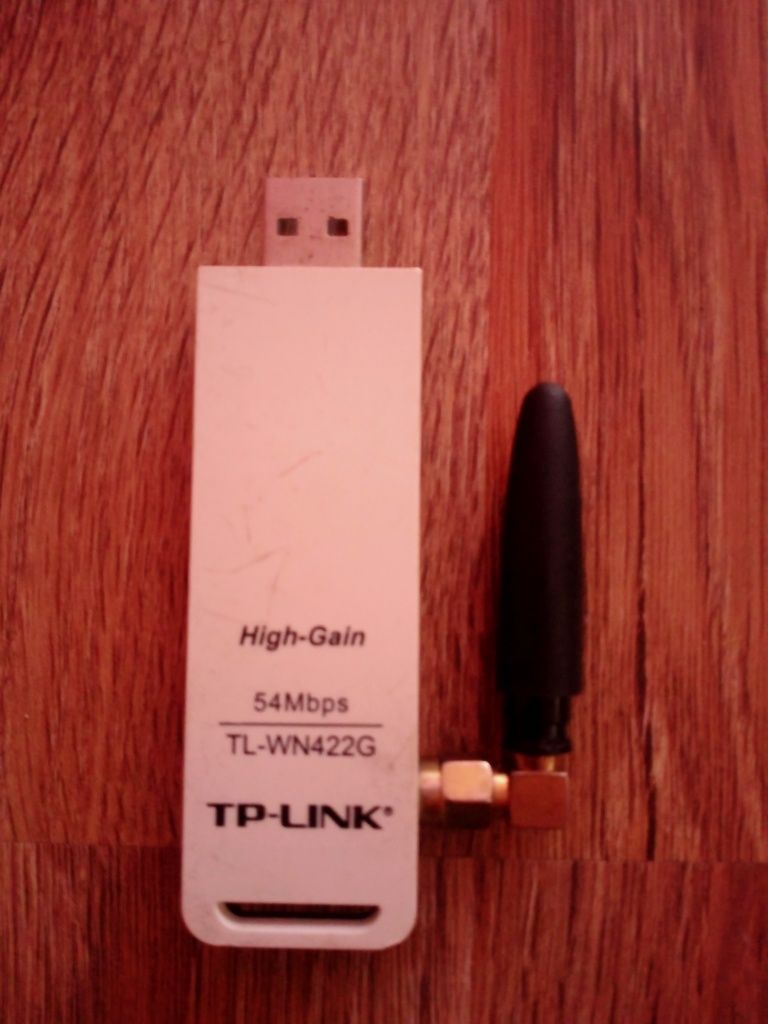 High-Gain
54Mbps
TL-WN422G
TP-LINK®